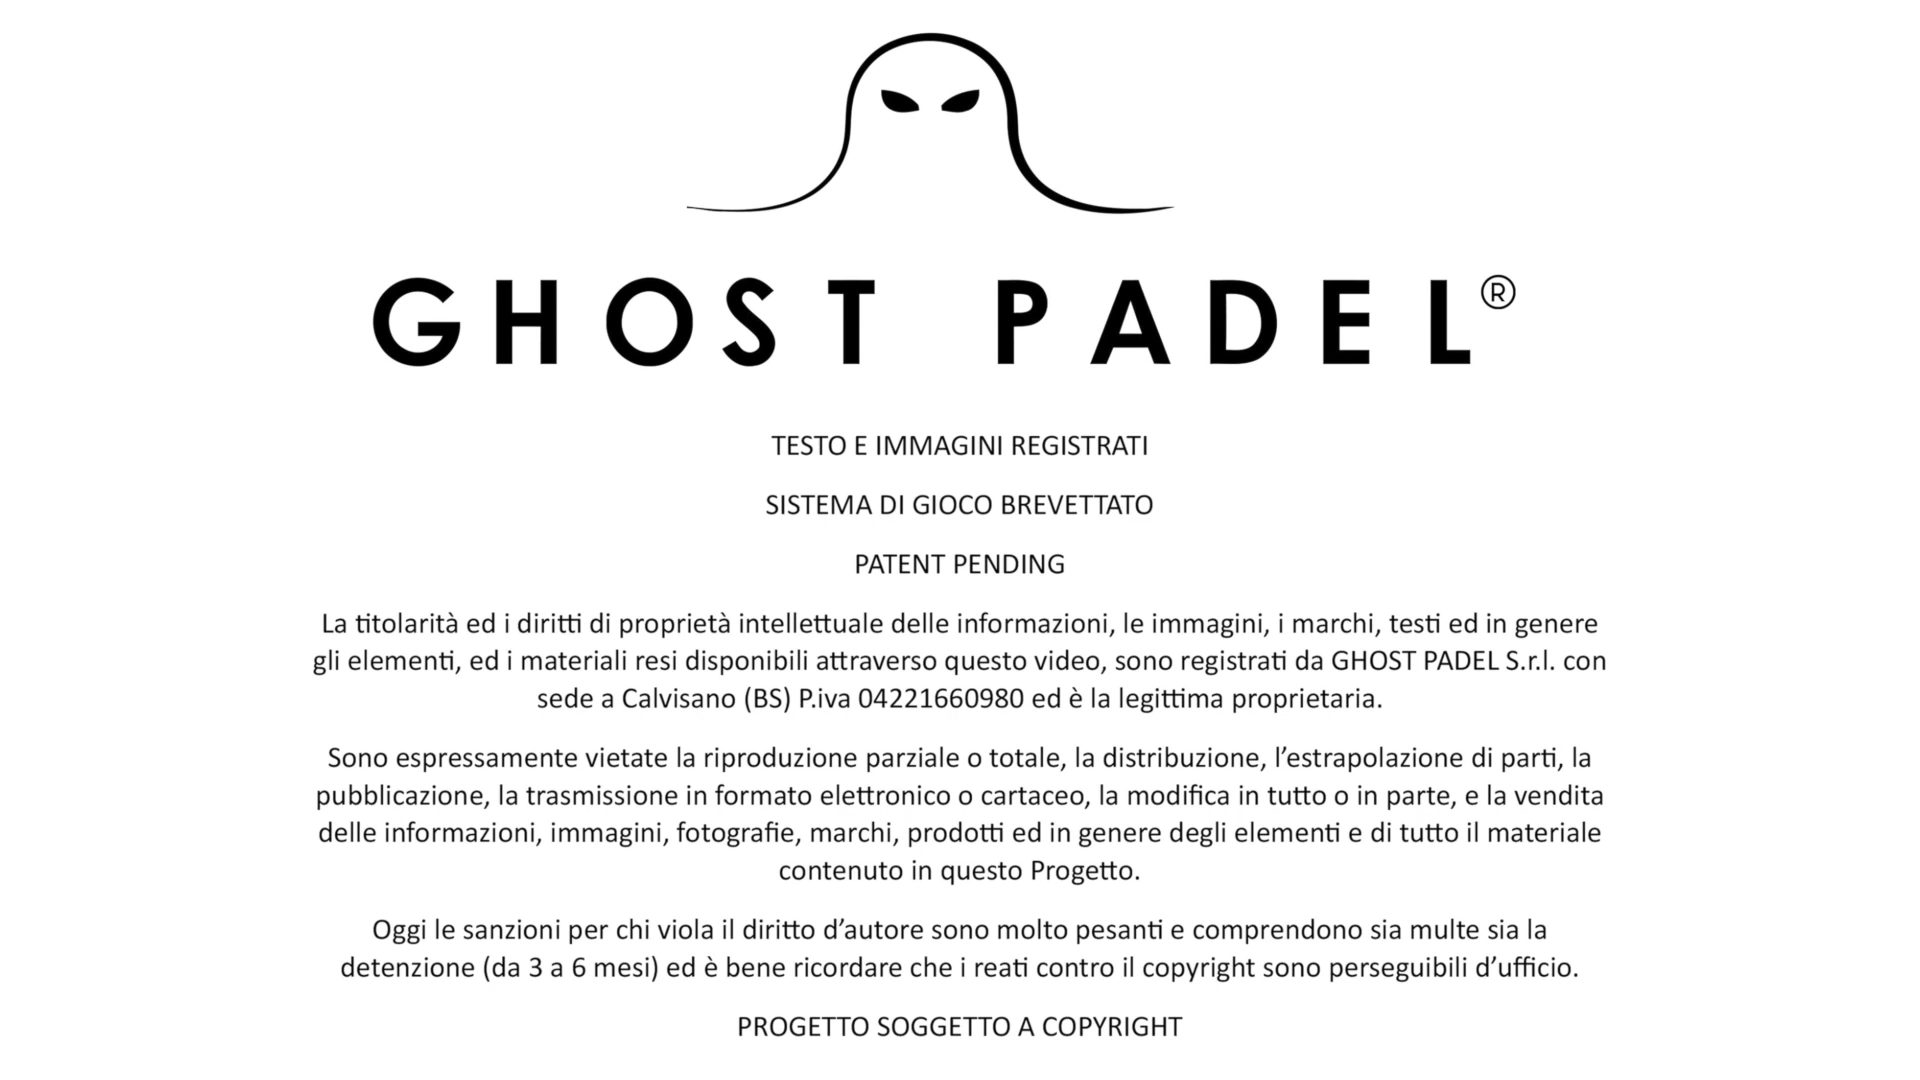 GHOST PADEL®
TESTO E IMMAGINI REGISTRATI
SISTEMA DI GIOCO BREVETTATO
PATENT PENDING
La titolarità ed i diritti di proprietà intellettuale delle informazioni, le immagini, i marchi, testi ed in genere
gli elementi, ed i materiali resi disponibili attraverso questo video, sono registrati da GHOST PADEL S.r.l. con
sede a Calvisano (BS) P.iva 04221660980 ed è la legittima proprietaria.
Sono espressamente vietate la riproduzione parziale o totale, la distribuzione, l’estrapolazione di parti, la
pubblicazione, la trasmissione in formato elettronico o cartaceo, la modifica in tutto o in parte, e la vendita
delle informazioni, immagini, fotografie, marchi, prodotti ed in genere degli elementi e di tutto il materiale
contenuto in questo Progetto.
Oggi le sanzioni per chi viola il diritto d’autore sono molto pesanti e comprendono sia multe sia la
detenzione (da 3 a 6 mesi) ed è bene ricordare che i reati contro il copyright sono perseguibili d’ufficio.
PROGETTO SOGGETTO A COPYRIGHT